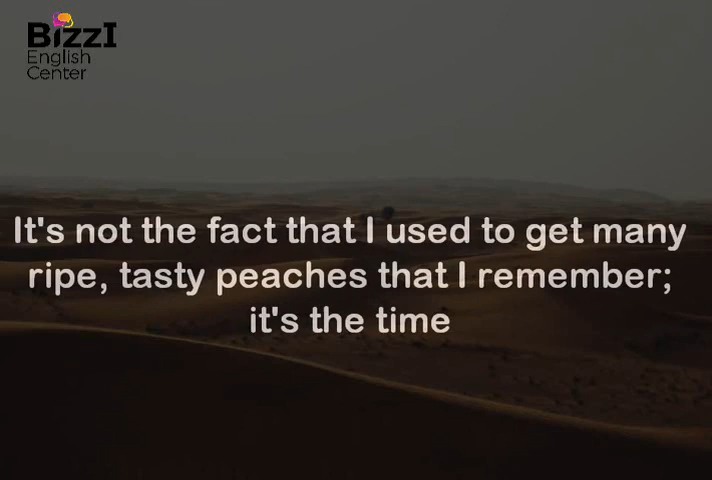 BizzI
English
Center
It's not the fact that I used to get many
ripe, tasty peaches that I remember;
it's the time